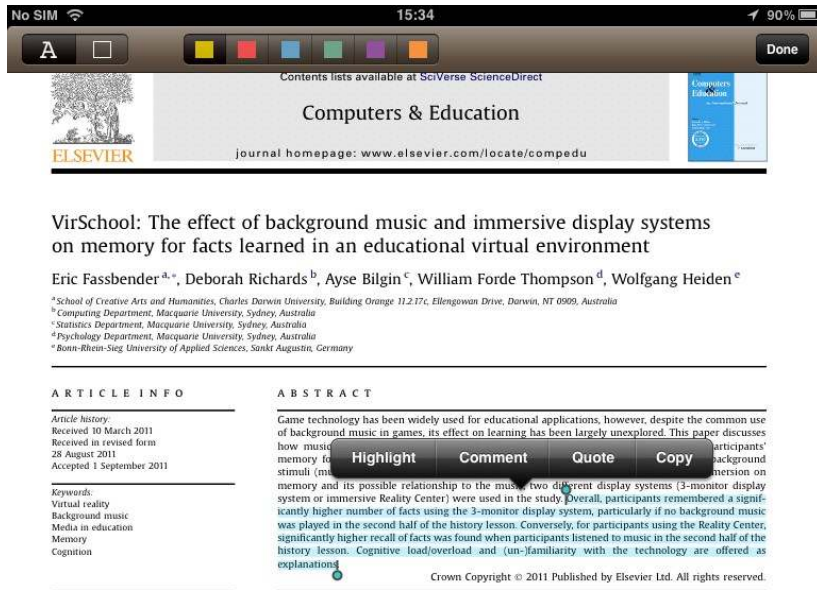 No SIM 15:34 90%
A Done
Contents lists available at SciVerse ScienceDirect
Computers & Education
journal homepage: www.elsevier.com/locate/compedu
ELSEVIER
Computers
Education
VirSchool: The effect of background music and immersive display systems
on memory for facts learned in an educational virtual environment
Eric Fassbender a,*, Deborah Richards b, Ayse Bilgin c, William Forde Thompson d, Wolfgang Heiden e
a School of Creative Arts and Humanities, Charles Darwin University, Building Orange 11.2.17c, Ellengowan Drive, Darwin, NT 0909, Australia
b Computing Department, Macquarie University, Sydney, Australia
c Statistics Department, Macquarie University, Sydney, Australia
d Psychology Department, Macquarie University, Sydney, Australia
e Bonn-Rhein-Sieg University of Applied Sciences, Sankt Augustin, Germany
ARTICLE INFO
Article history:
Received 10 March 2011
Received in revised form
28 August 2011
Accepted 1 September 2011
Keywords:
Virtual reality
Background music
Media in education
Memory
Cognition
ABSTRACT
Game technology has been widely used for educational applications, however, despite the common use
of background music in games, its effect on learning has been largely unexplored. This paper discusses
how music articipants'
Highlight Comment Quote Copy
memory fo background
stimuli (mu mersion on
memory and its possible relationship to the music, two different display systems (3-monitor display
system or immersive Reality Center) were used in the study. Overall, participants remembered a signif-
icantly higher number of facts using the 3-monitor display system, particularly if no background music
was played in the second half of the history lesson. Conversely, for participants using the Reality Center,
significantly higher recall of facts was found when participants listened to music in the second half of the
history lesson. Cognitive load/overload and (un-)familiarity with the technology are offered as
explanations.
Crown Copyright © 2011 Published by Elsevier Ltd. All rights reserved.